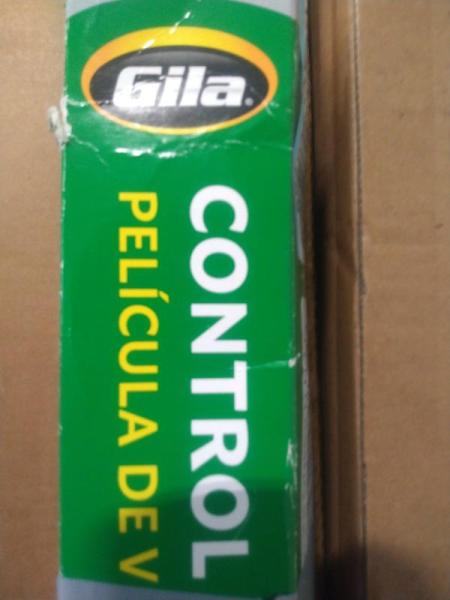 Gila®
CONTROL
PELÍCULA DE V